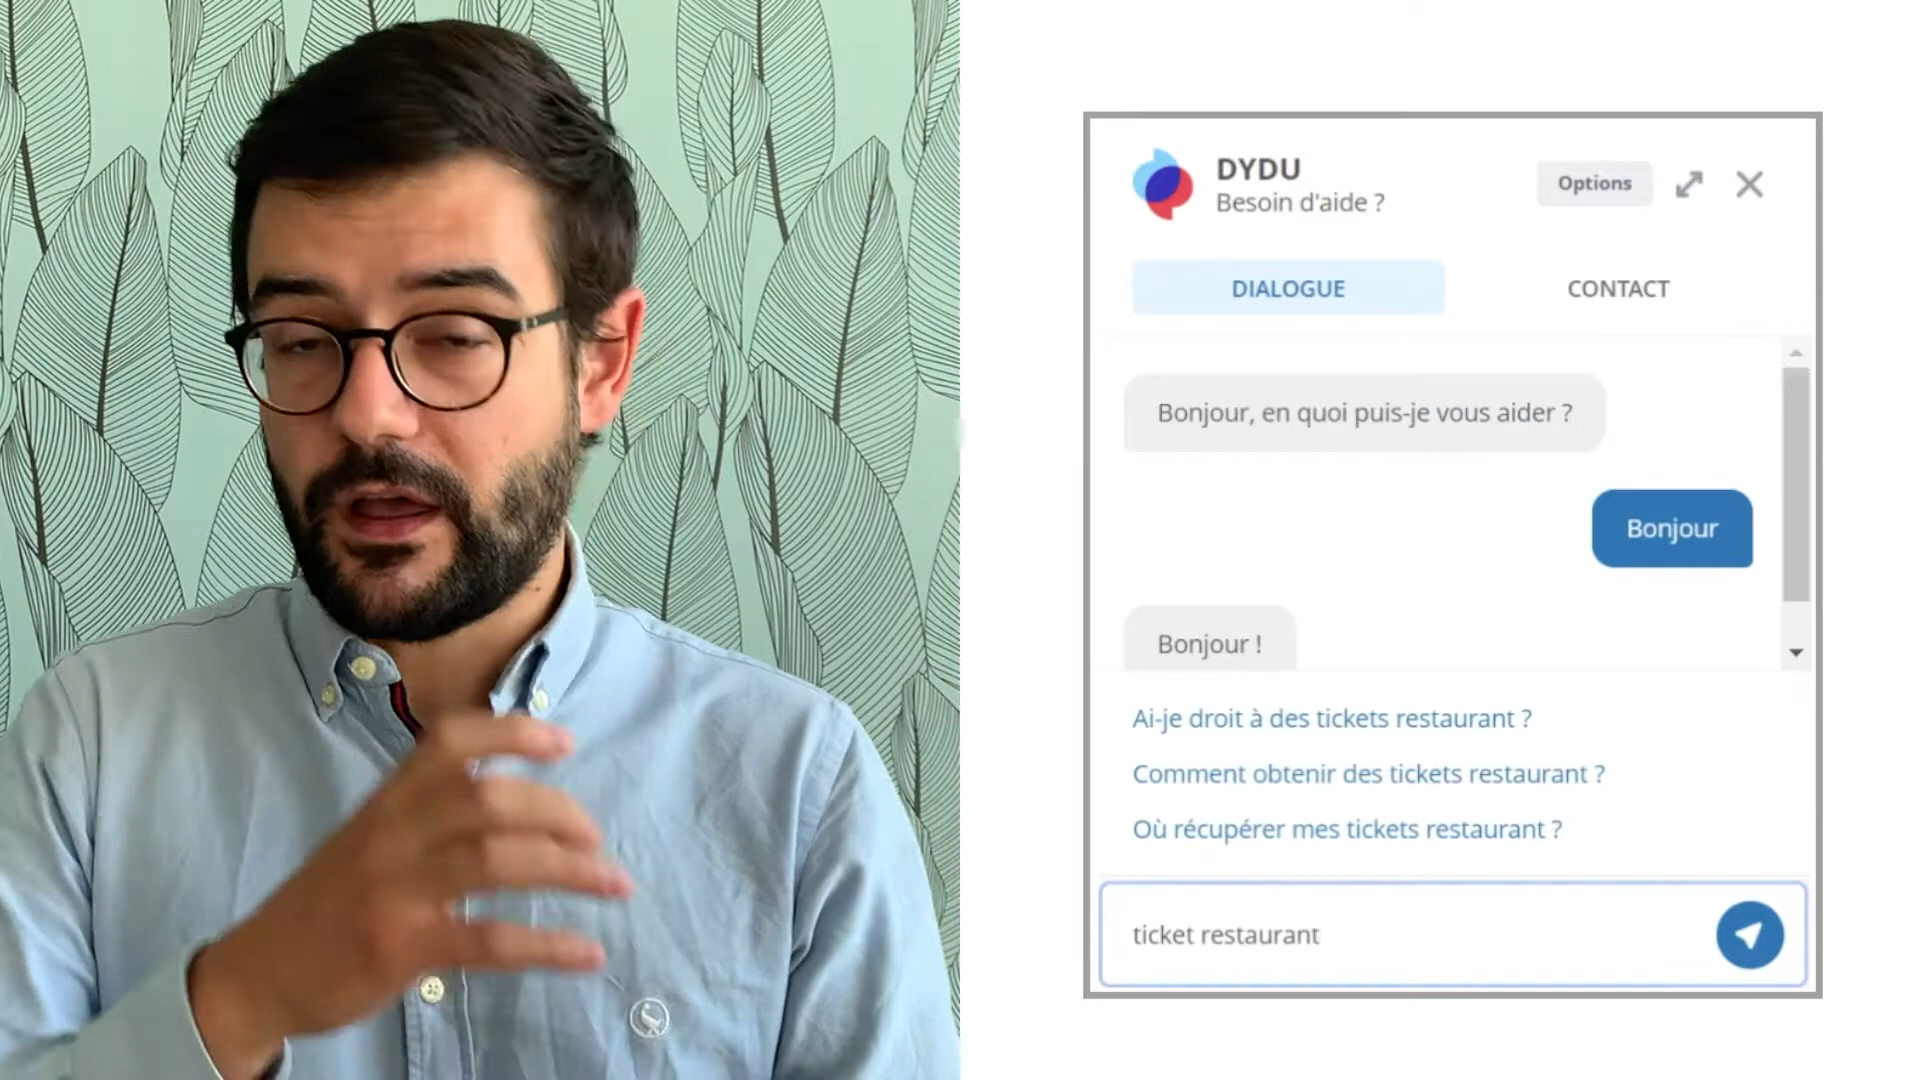 DYDU
Besoin d'aide ?
Options
DIALOGUE
CONTACT
Bonjour, en quoi puis-je vous aider ?
Bonjour
Bonjour !
Ai-je droit à des tickets restaurant ?
Comment obtenir des tickets restaurant ?
Où récupérer mes tickets restaurant ?
ticket restaurant